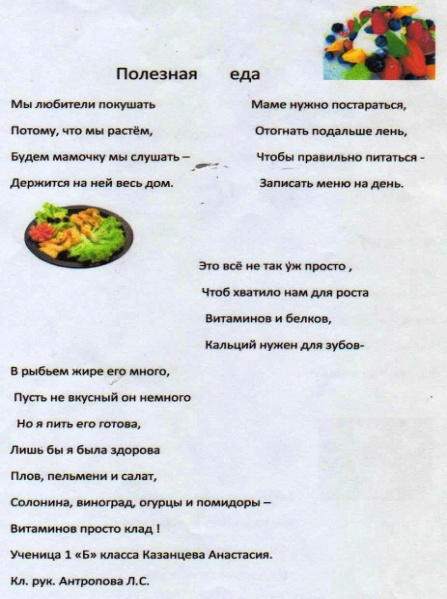 Полезная еда
Мы любители покушать
Потому, что мы растём,
Будем мамочку мы слушать –
Держится на ней весь дом.
Маме нужно постараться,
Отогнать подальше лень,
Чтобы правильно питаться -
Записать меню на день.
Это всё не так уж просто ,
Чтоб хватило нам для роста
Витаминов и белков,
Кальций нужен для зубов-
В рыбьем жире его много,
Пусть не вкусный он немного
Но я пить его готова,
Лишь бы я была здорова
Плов, пельмени и салат,
Солонина, виноград, огурцы и помидоры –
Витаминов просто клад !
Ученица 1 «Б» класса Казанцева Анастасия.
Кл. рук. Антропова Л.С.